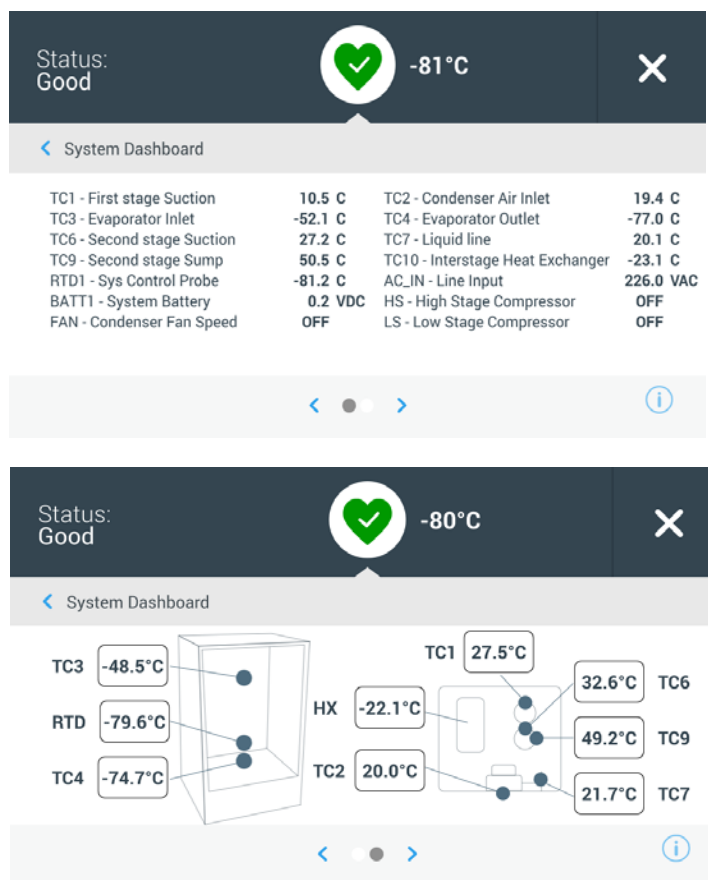 Status:
Good
-81°C
System Dashboard
TC1 - First stage Suction 10.5 C TC2 - Condenser Air Inlet 19.4 C
TC3 - Evaporator Inlet -52.1 C TC4 - Evaporator Outlet -77.0 C
TC6 - Second stage Suction 27.2 C TC7 - Liquid line 20.1 C
TC9 - Second stage Sump 50.5 C TC10 - Interstage Heat Exchanger -23.1 C
RTD1 - Sys Control Probe -81.2 C AC_IN - Line Input 226.0 VAC
BATT1 - System Battery 0.2 VDC HS - High Stage Compressor OFF
FAN - Condenser Fan Speed OFF LS - Low Stage Compressor OFF
Status:
Good
-80°C
System Dashboard
TC3 -48.5°C
RTD -79.6°C
TC4 -74.7°C
TC1 27.5°C
HX -22.1°C
TC2 20.0°C
32.6°C TC6
49.2°C TC9
21.7°C TC7